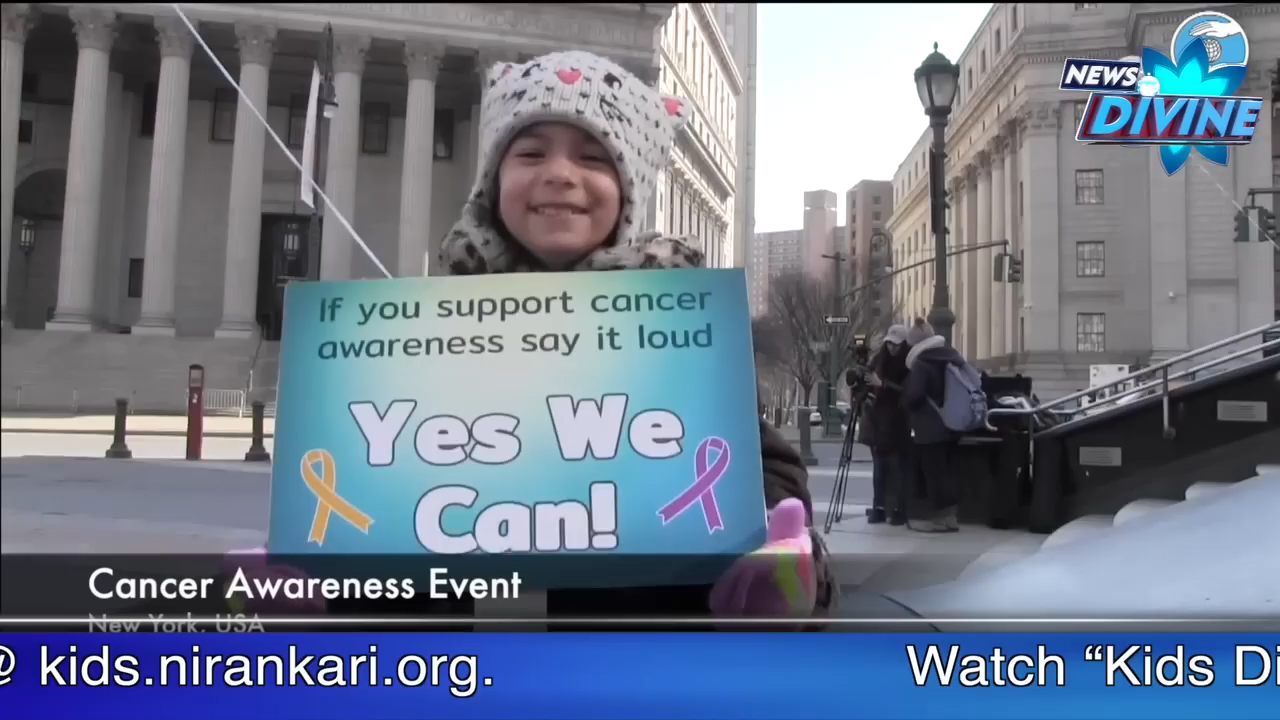 NEWS
DIVINE
If you support cancer
awareness say it loud
Yes We
Can!
Cancer Awareness Event
New York, USA
@ kids.nirankari.org.
Watch “Kids Di